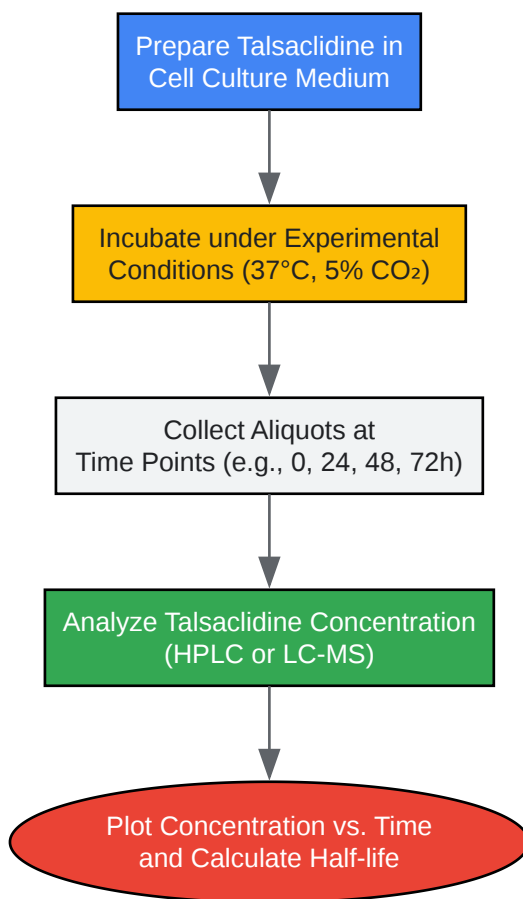 Prepare Talsaclidine in
Cell Culture Medium
Incubate under Experimental
Conditions (37°C, 5% CO₂)
Collect Aliquots at
Time Points (e.g., 0, 24, 48, 72h)
Analyze Talsaclidine Concentration
(HPLC or LC-MS)
Plot Concentration vs. Time
and Calculate Half-life